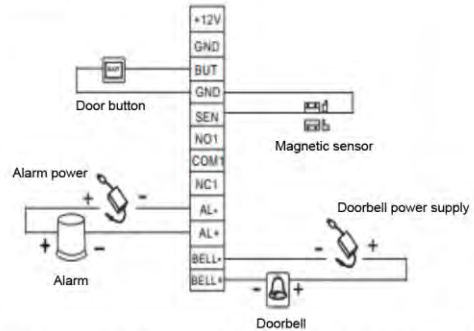 +12V
GND
BUT
GND
SEN
NO1
COM1
NC1
AL-
AL+
BELL-
BELL+
BUT
Door button
Magnetic sensor
Alarm power
+ -
+ -
Alarm
Doorbell power supply
- +
- +
Doorbell